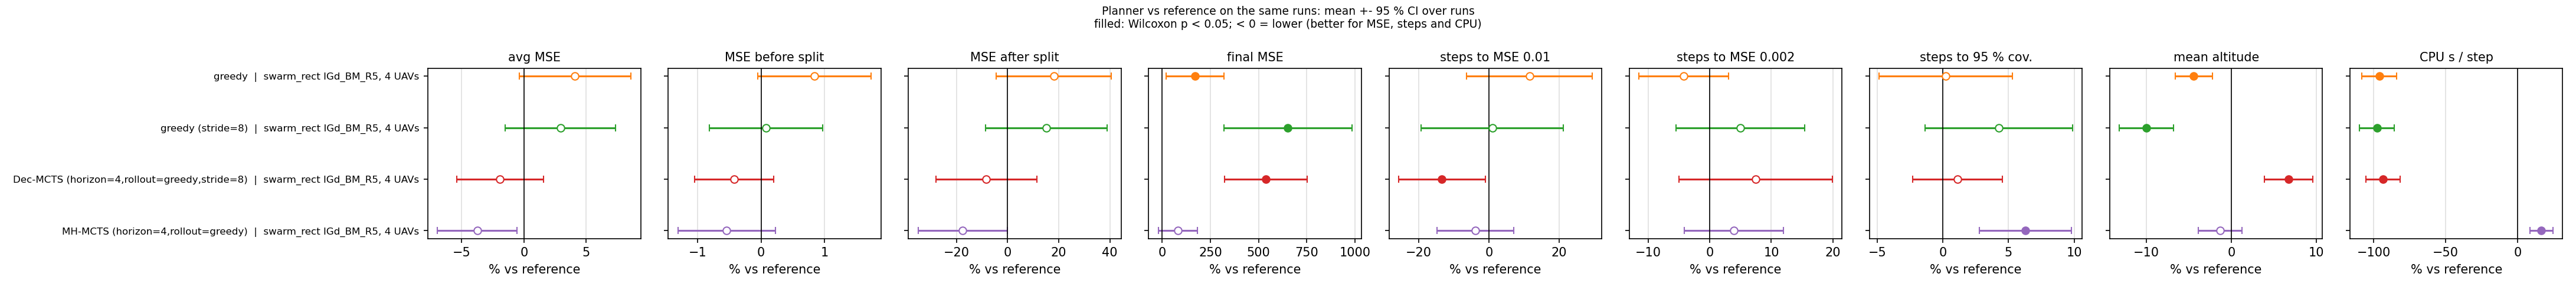 Planner vs reference on the same runs: mean +- 95 % CI over runs
filled: Wilcoxon p < 0.05; < 0 = lower (better for MSE, steps and CPU)
avg MSE
MSE before split
MSE after split
final MSE
steps to MSE 0.01
steps to MSE 0.002
steps to 95 % cov.
mean altitude
CPU s / step
greedy | swarm_rect IGd_BM_R5, 4 UAVs
greedy (stride=8) | swarm_rect IGd_BM_R5, 4 UAVs
Dec-MCTS (horizon=4,rollout=greedy,stride=8) | swarm_rect IGd_BM_R5, 4 UAVs
MH-MCTS (horizon=4,rollout=greedy) | swarm_rect IGd_BM_R5, 4 UAVs
−5 0 5
−1 0 1
−20 0 20 40
0 250 500 750 1000
−20 0 20
−10 0 10 20
−5 0 5 10
−10 0 10
−100 −50 0
% vs reference
% vs reference
% vs reference
% vs reference
% vs reference
% vs reference
% vs reference
% vs reference
% vs reference